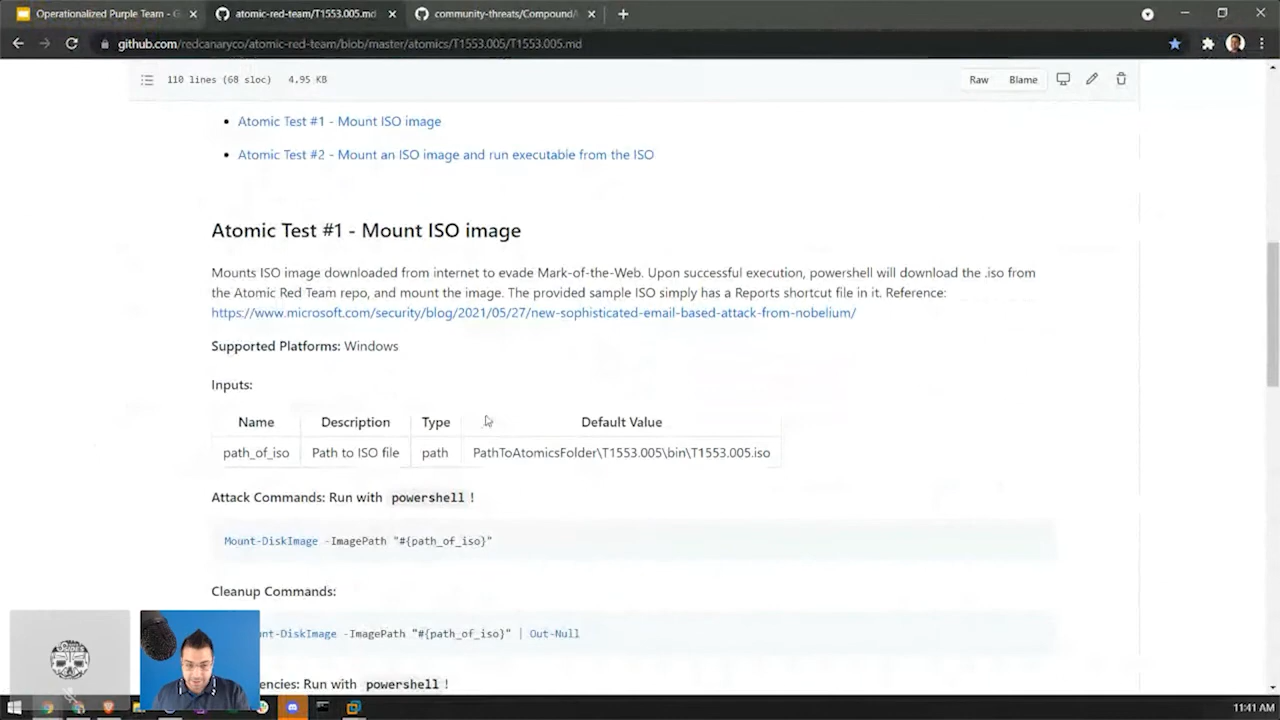 Operationalized Purple Team - G
atomic-red-team/T1553.005.md
community-threats/Compound/
github.com/redcanaryco/atomic-red-team/blob/master/atomics/T1553.005/T1553.005.md
110 lines (68 sloc) 4.95 KB
Raw Blame
Atomic Test #1 - Mount ISO image
Atomic Test #2 - Mount an ISO image and run executable from the ISO
Atomic Test #1 - Mount ISO image
Mounts ISO image downloaded from internet to evade Mark-of-the-Web. Upon successful execution, powershell will download the .iso from
the Atomic Red Team repo, and mount the image. The provided sample ISO simply has a Reports shortcut file in it. Reference:
https://www.microsoft.com/security/blog/2021/05/27/new-sophisticated-email-based-attack-from-nobelium/
Supported Platforms: Windows
Inputs:
Name Description Type Default Value
path_of_iso Path to ISO file path PathToAtomicsFolder\T1553.005\bin\T1553.005.iso
Attack Commands: Run with powershell !
Mount-DiskImage -ImagePath "#{path_of_iso}"
Cleanup Commands:
nt-DiskImage -ImagePath "#{path_of_iso}" | Out-Null
encies: Run with powershell !
11:41 AM